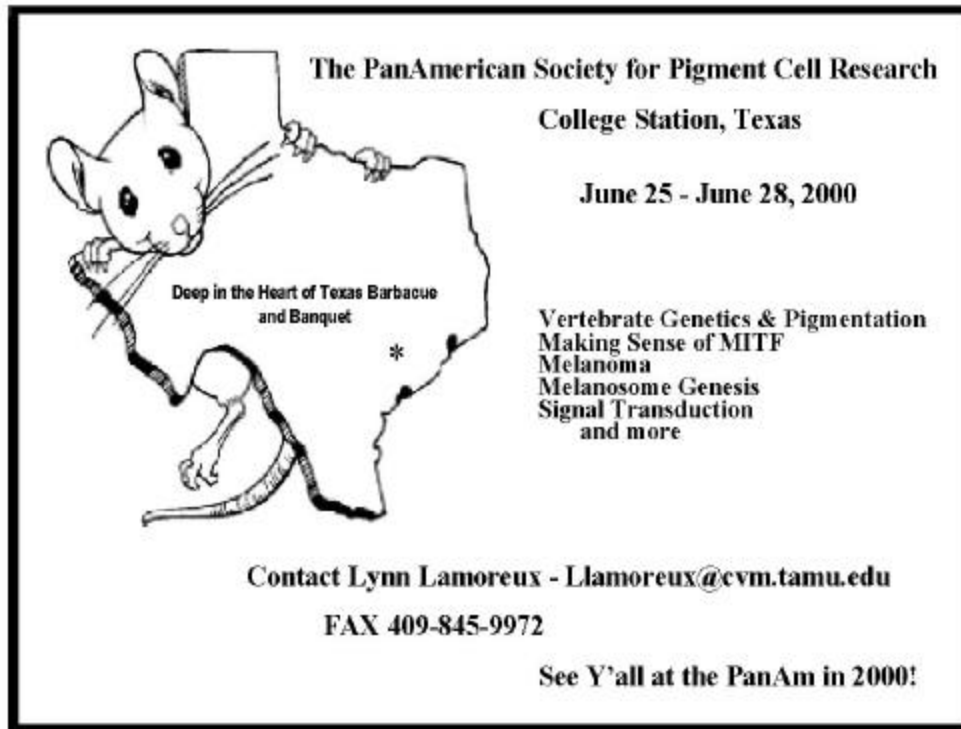 The PanAmerican Society for Pigment Cell Research
College Station, Texas
June 25 - June 28, 2000
Deep in the Heart of Texas Barbacue
and Banquet
*
Vertebrate Genetics & Pigmentation
Making Sense of MITF
Melanoma
Melanosome Genesis
Signal Transduction
and more
Contact Lynn Lamoreux - Llamoreux@cvm.tamu.edu
FAX 409-845-9972
See Y'all at the PanAm in 2000!